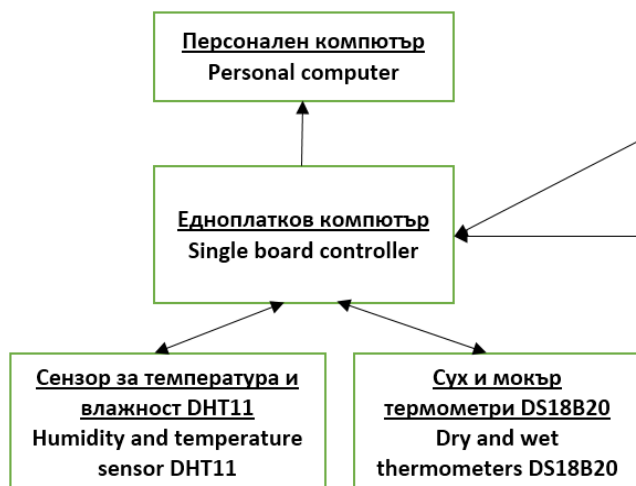 Персонален компютър
Personal computer
Едноплатков компютър
Single board controller
Сензор за температура и
влажност DHT11
Humidity and temperature
sensor DHT11
Сух и мокър
термометри DS18B20
Dry and wet
thermometers DS18B20